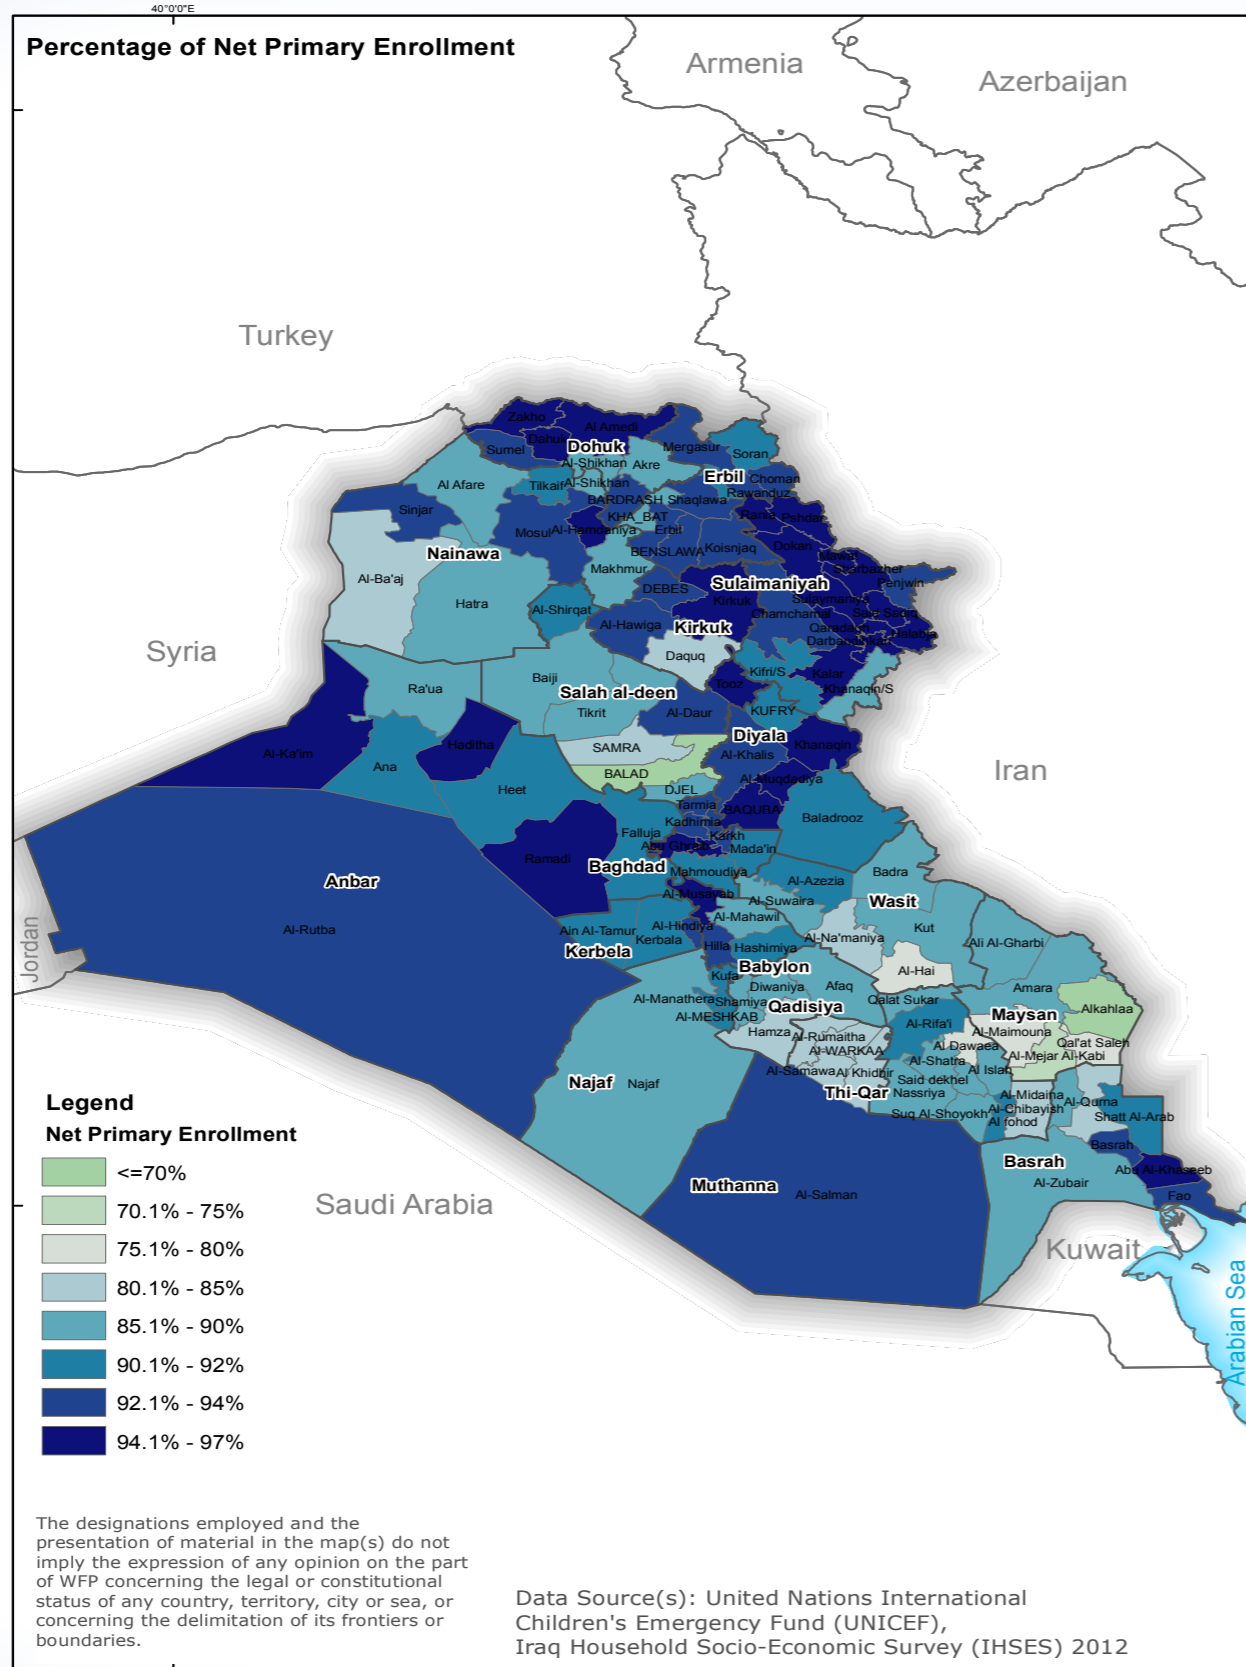 40°0'0"E
Percentage of Net Primary Enrollment
Armenia
Azerbaijan
Turkey
Syria
Iran
Jordan
Saudi Arabia
Kuwait
Arabian Sea
Zakho
Al Amedi
Dahuk
Dohuk
Sumel
Mergasur
Soran
Al-Shikhan
Akre
Erbil
Choman
Al Afare
Tilkaif
Al-Shikhan
Rawanduz
BARDRASH
Shaqlawa
Sinjar
Rania
Pshdar
KHA_BAT
Mosul
Al-Hamdaniya
Erbil
Koisnjaq
Dokan
BENSLAWA
Nainawa
Mawat
Sharbazher
Makhmur
Al-Ba'aj
Sulaimaniyah
Penjwin
DEBES
Hatra
Kirkuk
Sulaymaniya
Al-Shirqat
Chamchamal
Said Sadiq
Al-Hawiga
Kirkuk
Qaradagh
Halabja
Darbandihkan
Daquq
Kifri/S
Kalar
Baiji
Ra'ua
Salah al-deen
Tooz
Khanaqin/S
Tikrit
Al-Daur
KUFRY
Diyala
Haditha
SAMRA
Al-Khalis
Khanaqin
Al-Ka'im
Ana
BALAD
Al-Muqdadiya
Heet
DJEL
Tarmia
BAQUBA
Kadhimia
Baladrooz
Falluja
Karkh
Abu Ghraib
Mada'in
Ramadi
Baghdad
Mahmoudiya
Badra
Anbar
Al-Azezia
Al-Musayab
Al-Suwaira
Wasit
Al-Mahawil
Al-Rutba
Ain Al-Tamur
Al-Hindiya
Kut
Kerbala
Al-Na'maniya
Ali Al-Gharbi
Kerbela
Hilla
Hashimiya
Babylon
Al-Hai
Kufa
Diwaniya
Afaq
Amara
Al-Manathera
Shamiya
Qadisiya
Qalat Sukar
Alkahlaa
Al-MESHKAB
Maysan
Hamza
Al-Rumaitha
Al-Rifa'i
Al-Maimouna
Al-WARKAA
Al Dawaea
Qal'at Saleh
Al-Shatra
Al-Mejar Al-Kabi
Al-Samawa
Al Khidhir
Al Islah
Najaf
Najaf
Said dekhel
Thi-Qar
Nassriya
Al-Midaina
Al-Qurna
Al-Chibayish
Suq Al-Shoyokh
Al fohod
Shatt Al-Arab
Basrah
Basrah
Abu Al-Khaseeb
Muthanna
Al-Zubair
Al-Salman
Fao
Legend
Net Primary Enrollment
<=70%
70.1% - 75%
75.1% - 80%
80.1% - 85%
85.1% - 90%
90.1% - 92%
92.1% - 94%
94.1% - 97%
The designations employed and the
presentation of material in the map(s) do not
imply the expression of any opinion on the part
of WFP concerning the legal or constitutional
status of any country, territory, city or sea, or
concerning the delimitation of its frontiers or
boundaries.
Data Source(s): United Nations International
Children's Emergency Fund (UNICEF),
Iraq Household Socio-Economic Survey (IHSES) 2012